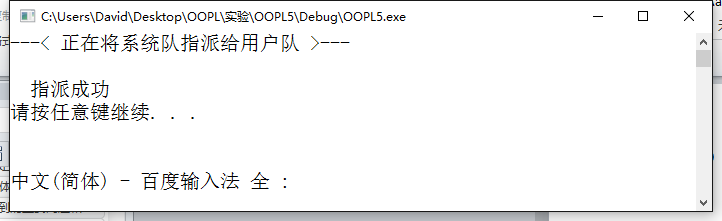 C:\Users\David\Desktop\OOPL\实验\OOPL5\Debug\OOPL5.exe
---< 正在将系统队指派给用户队 >---
指派成功
请按任意键继续. . .
中文(简体) - 百度输入法 全 :